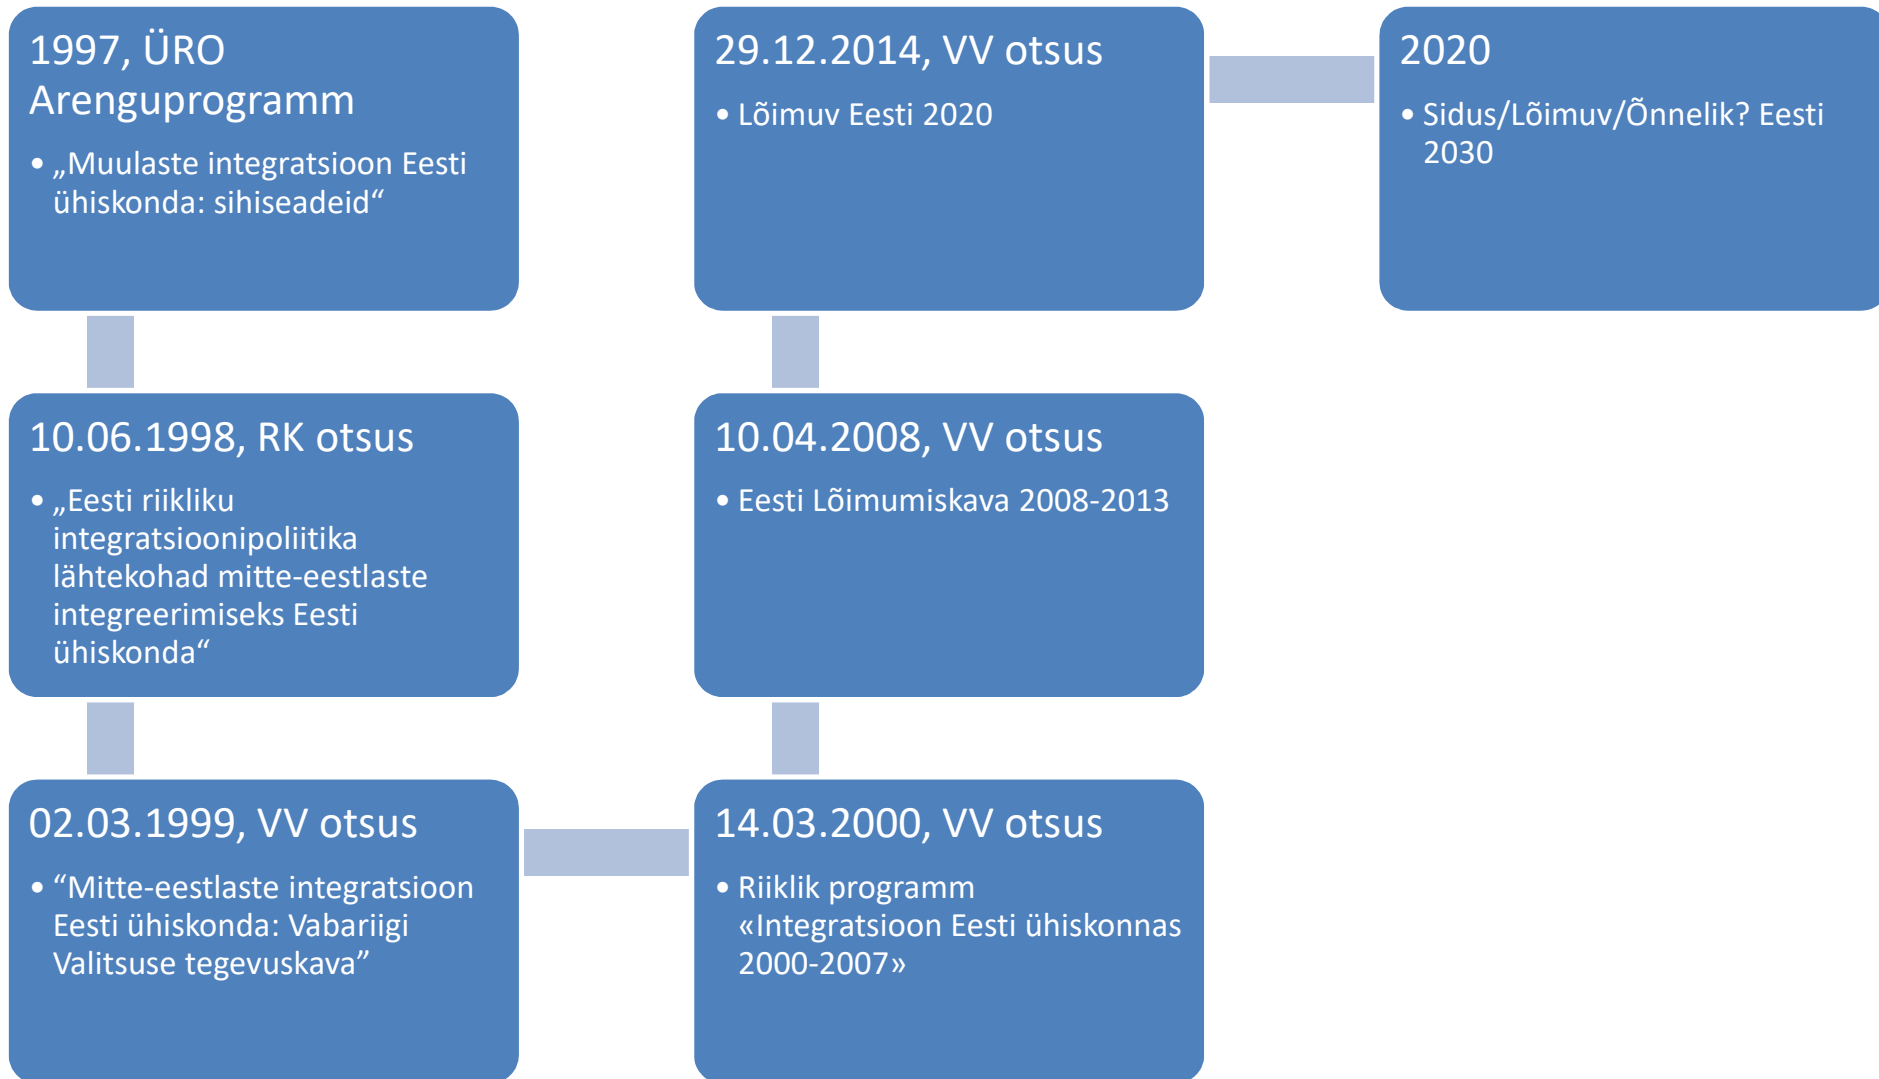 1997, ÜRO
Arenguprogramm
• „Muulaste integratsioon Eesti
ühiskonda: sihiseadeid“
10.06.1998, RK otsus
• „Eesti riikliku
integratsioonipoliitika
lähtekohad mitte-eestlaste
integreerimiseks Eesti
ühiskonda“
02.03.1999, VV otsus
• “Mitte-eestlaste integratsioon
Eesti ühiskonda: Vabariigi
Valitsuse tegevuskava”
14.03.2000, VV otsus
• Riiklik programm
«Integratsioon Eesti ühiskonnas
2000-2007»
10.04.2008, VV otsus
• Eesti Lõimumiskava 2008-2013
29.12.2014, VV otsus
• Lõimuv Eesti 2020
2020
• Sidus/Lõimuv/Õnnelik? Eesti
2030